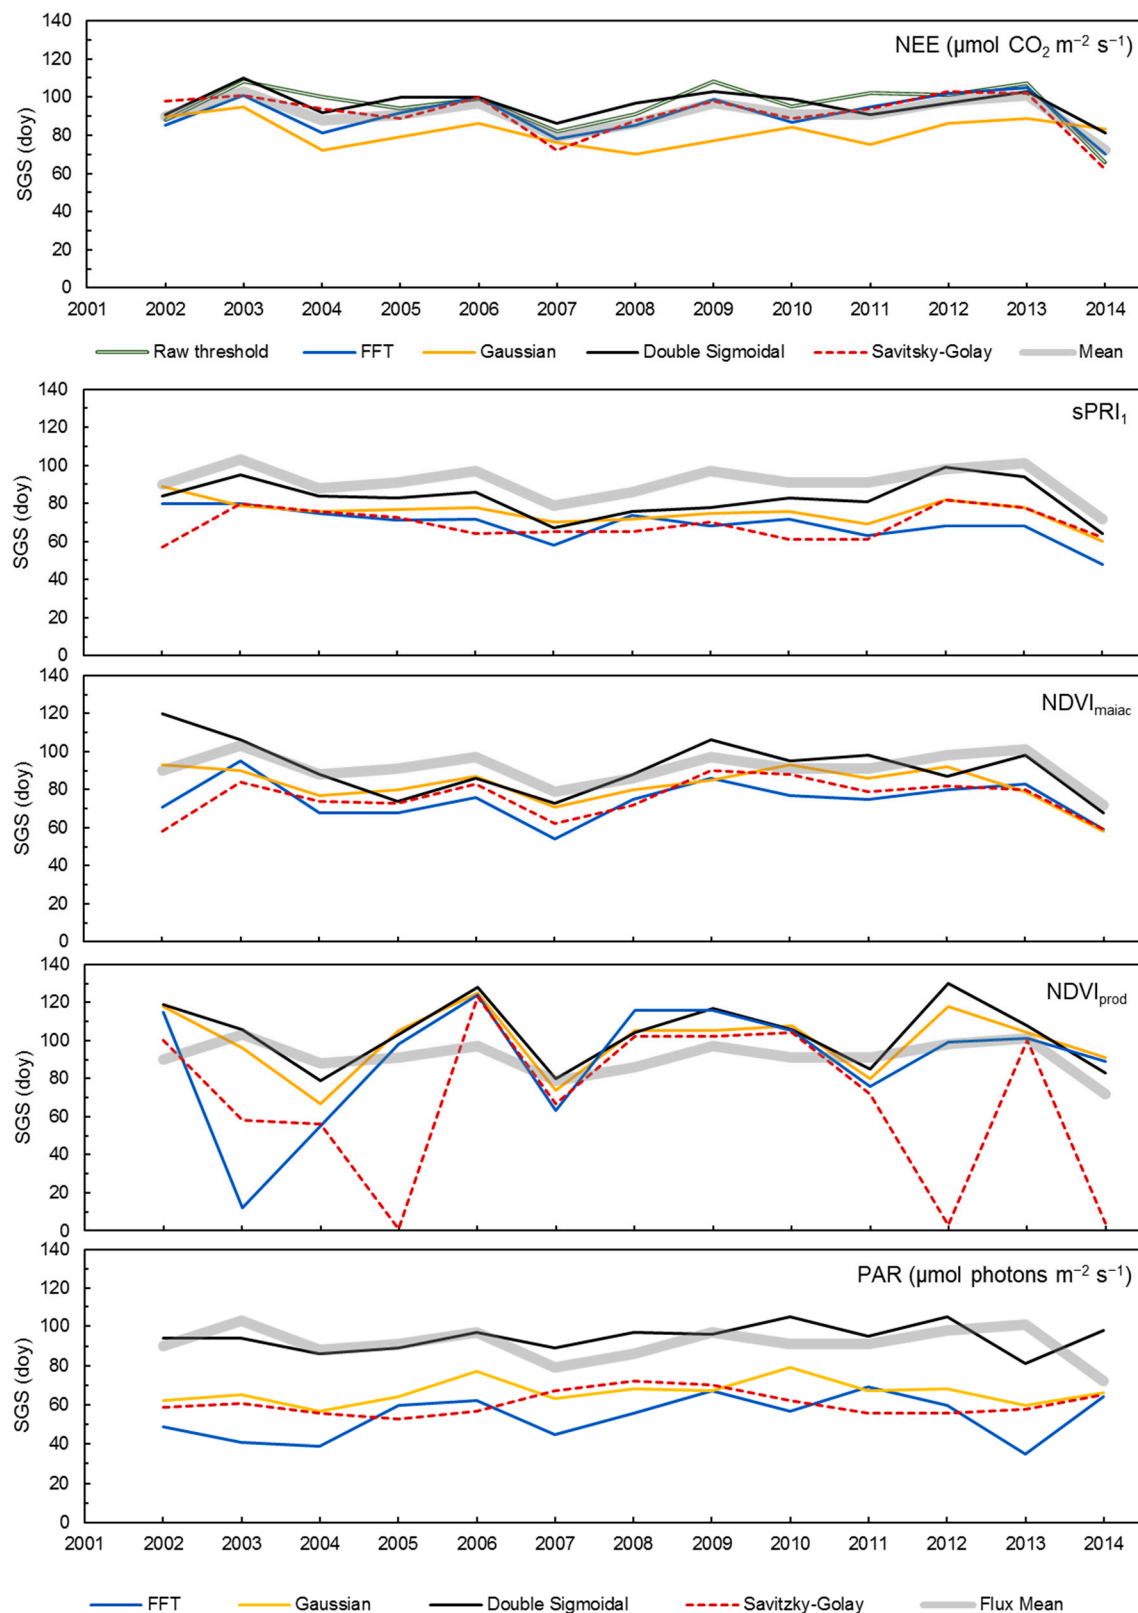 NEE (µmol CO₂ m⁻² s⁻¹)
SGS (doy)
140
120
100
80
60
40
20
0
2001 2002 2003 2004 2005 2006 2007 2008 2009 2010 2011 2012 2013 2014
Raw threshold FFT Gaussian Double Sigmoidal Savitsky-Golay Mean
sPRI₁
SGS (doy)
140
120
100
80
60
40
20
0
NDVImaiac
SGS (doy)
140
120
100
80
60
40
20
0
NDVIprod
SGS (doy)
140
120
100
80
60
40
20
0
PAR (µmol photons m⁻² s⁻¹)
SGS (doy)
140
120
100
80
60
40
20
0
2001 2002 2003 2004 2005 2006 2007 2008 2009 2010 2011 2012 2013 2014
FFT Gaussian Double Sigmoidal Savitzky-Golay Flux Mean